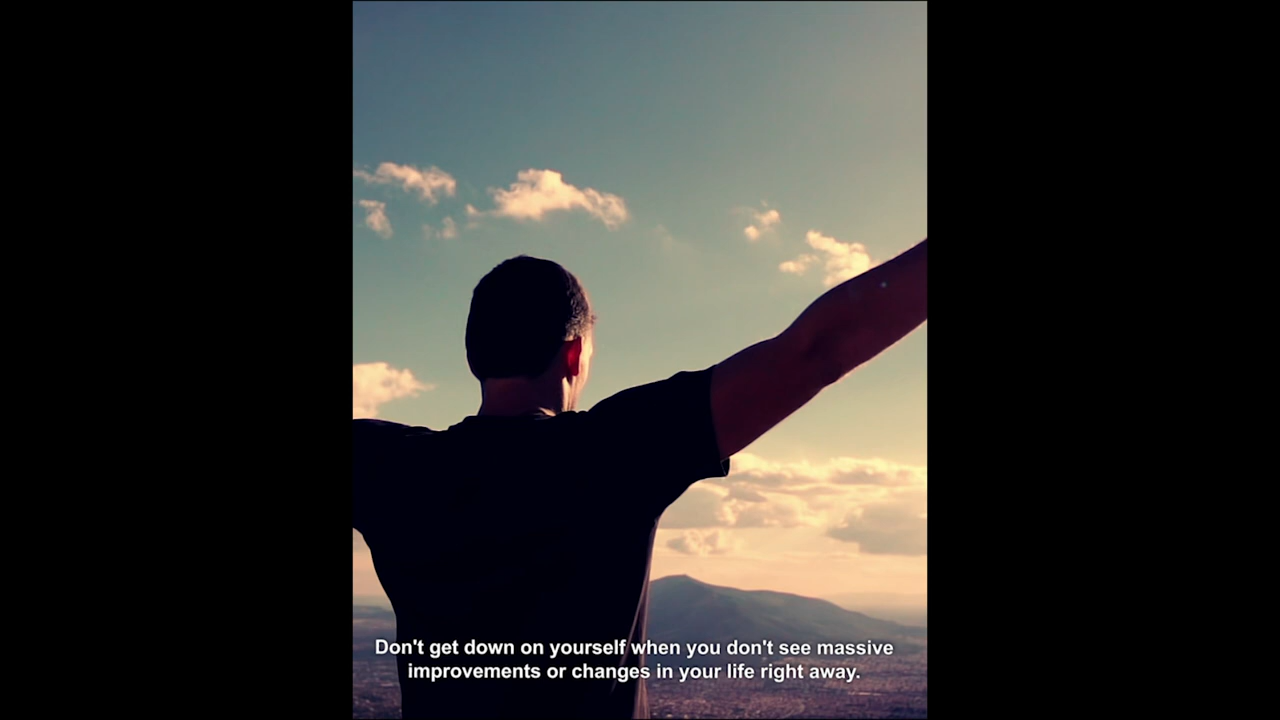 Don't get down on yourself when you don't see massive
improvements or changes in your life right away.